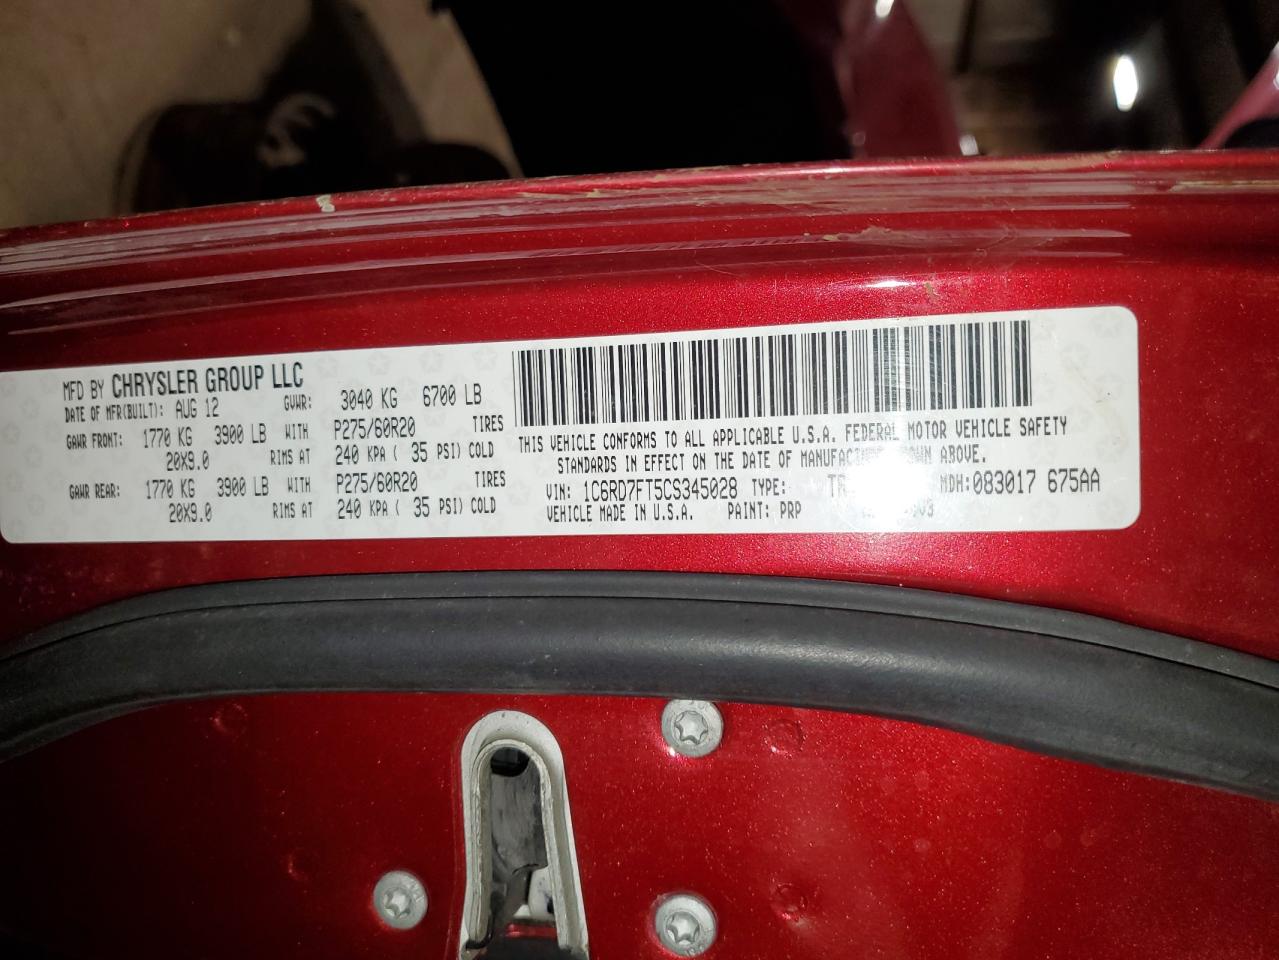 MFD BY CHRYSLER GROUP LLC
DATE OF MFR(BUILT): AUG 12 GVWR: 3040 KG 6700 LB
GAWR FRONT: 1770 KG 3900 LB WITH P275/60R20 TIRES
20X9.0 RIMS AT 240 KPA ( 35 PSI) COLD
GAWR REAR: 1770 KG 3900 LB WITH P275/60R20 TIRES
20X9.0 RIMS AT 240 KPA ( 35 PSI) COLD
THIS VEHICLE CONFORMS TO ALL APPLICABLE U.S.A. FEDERAL MOTOR VEHICLE SAFETY
STANDARDS IN EFFECT ON THE DATE OF MANUFACTURE SHOWN ABOVE.
VIN: 1C6RD7FT5CS345028 TYPE: MDH: 083017 675AA
VEHICLE MADE IN U.S.A. PAINT: PRP